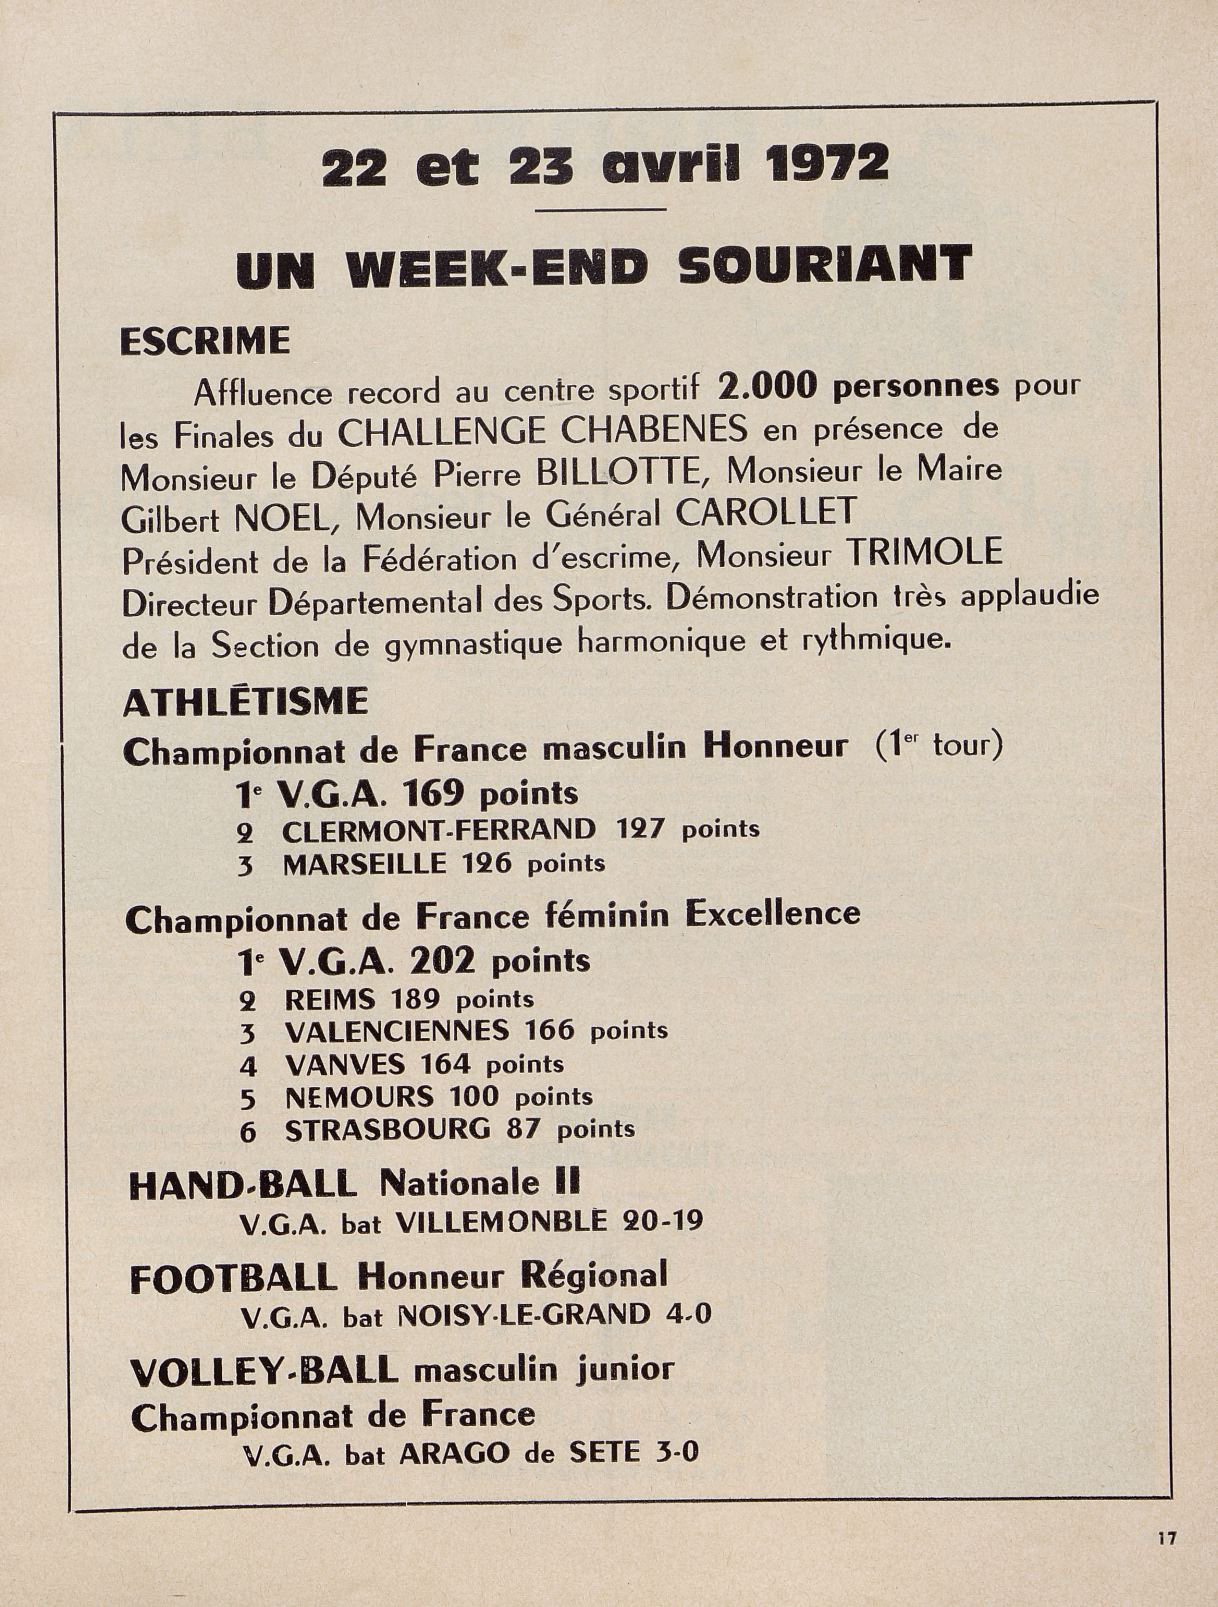 22 et 23 avril 1972
UN WEEK-END SOURIANT
ESCRIME
Affluence record au centre sportif 2.000 personnes pour
les Finales du CHALLENGE CHABENES en présence de
Monsieur le Député Pierre BILLOTTE, Monsieur le Maire
Gilbert NOEL, Monsieur le Général CAROLLET
Président de la Fédération d'escrime, Monsieur TRIMOLE
Directeur Départemental des Sports. Démonstration très applaudie
de la Section de gymnastique harmonique et rythmique.
ATHLÉTISME
Championnat de France masculin Honneur (1er tour)
1e V.G.A. 169 points
2 CLERMONT-FERRAND 127 points
3 MARSEILLE 126 points
Championnat de France féminin Excellence
1e V.G.A. 202 points
2 REIMS 189 points
3 VALENCIENNES 166 points
4 VANVES 164 points
5 NEMOURS 100 points
6 STRASBOURG 87 points
HAND-BALL Nationale II
V.G.A. bat VILLEMONBLE 20-19
FOOTBALL Honneur Régional
V.G.A. bat NOISY-LE-GRAND 4-0
VOLLEY-BALL masculin junior
Championnat de France
V.G.A. bat ARAGO de SETE 3-0
17